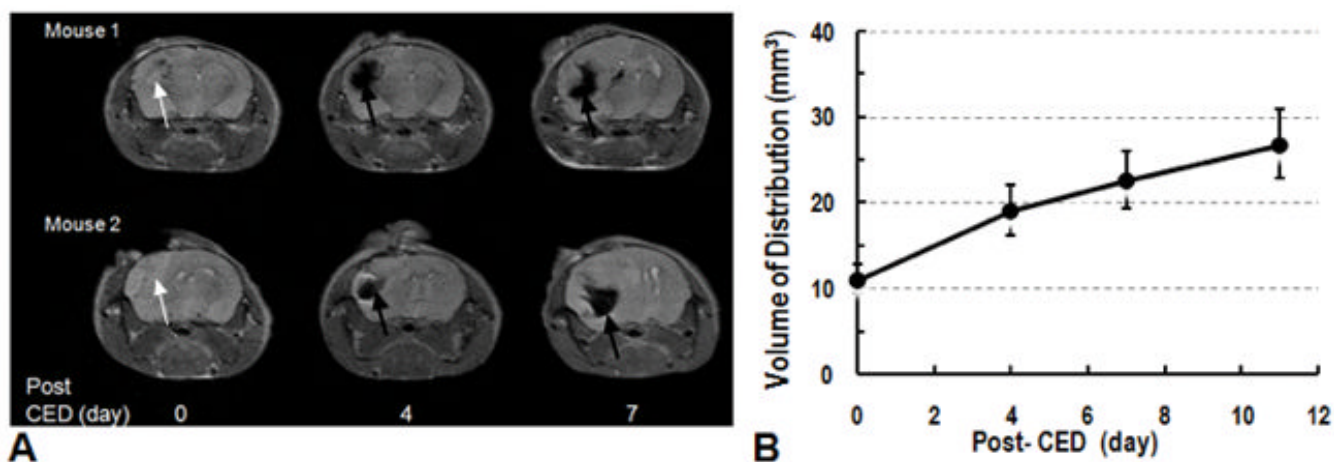 Mouse 1
Mouse 2
Post
CED (day)
0
4
7
A
Volume of Distribution (mm³)
40
30
20
10
0
0
2
4
6
8
10
12
Post- CED (day)
B